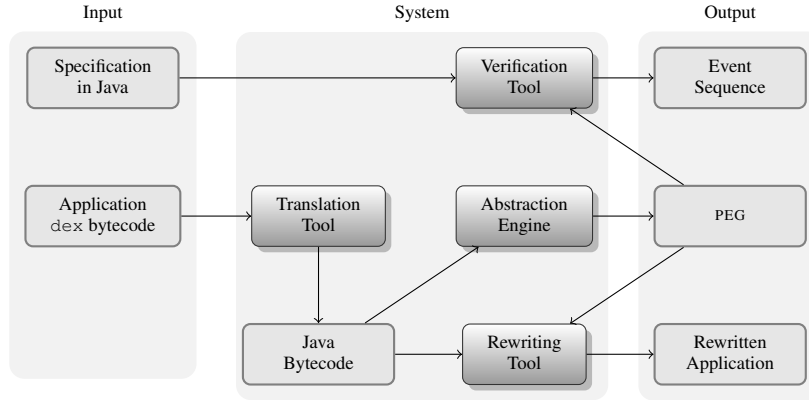 Input
System
Output
Specification
in Java
Verification
Tool
Event
Sequence
Application
dex bytecode
Translation
Tool
Abstraction
Engine
PEG
Java
Bytecode
Rewriting
Tool
Rewritten
Application